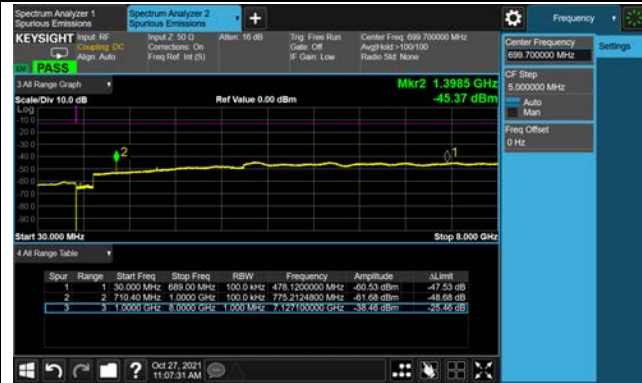 Spectrum Analyzer 1
Spurious Emissions
Spectrum Analyzer 2
Spurious Emissions
Frequency
KEYSIGHT
Input: RF
Coupling: DC
Align: Auto
Input Z: 50 Ω
Corrections: On
Freq Ref: Int (S)
Atten: 16 dB
Trig: Free Run
Gate: Off
IF Gain: Low
Center Freq: 699.700000 MHz
Avg|Hold:>100/100
Radio Std: None
PASS
Center Frequency
699.700000 MHz
Settings
CF Step
5.000000 MHz
Auto
Man
Freq Offset
0 Hz
3 All Range Graph
Mkr2 1.3985 GHz
Scale/Div 10.0 dB
Ref Value 0.00 dBm
-45.37 dBm
Log
-10.0
-20.0
-30.0
-40.0
-50.0
-60.0
-70.0
-80.0
-90.0
2
1
Start 30.000 MHz
Stop 8.000 GHz
4 All Range Table
Spur Range Start Freq Stop Freq RBW Frequency Amplitude ΔLimit
1 1 30.000 MHz 689.00 MHz 100.0 kHz 478.1200000 MHz -60.53 dBm -47.53 dB
2 2 710.40 MHz 1.0000 GHz 100.0 kHz 775.2124800 MHz -61.68 dBm -48.68 dB
3 3 1.0000 GHz 8.0000 GHz 1.000 MHz 7.127100000 GHz -38.46 dBm -25.46 dB
Oct 27, 2021
11:07:31 AM